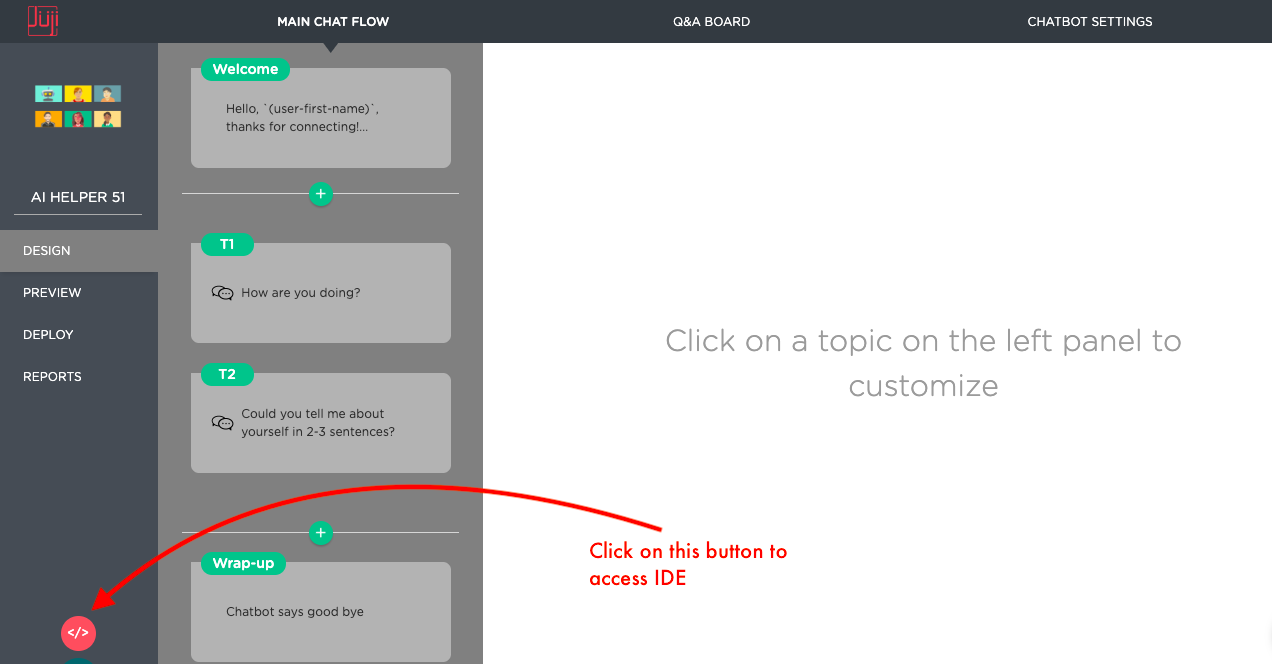 Juji
MAIN CHAT FLOW
Q&A BOARD
CHATBOT SETTINGS
AI HELPER 51
DESIGN
PREVIEW
DEPLOY
REPORTS
</>
Welcome
Hello, `(user-first-name)`,
thanks for connecting!...
+
T1
How are you doing?
T2
Could you tell me about
yourself in 2-3 sentences?
+
Wrap-up
Chatbot says good bye
Click on a topic on the left panel to
customize
Click on this button to
access IDE